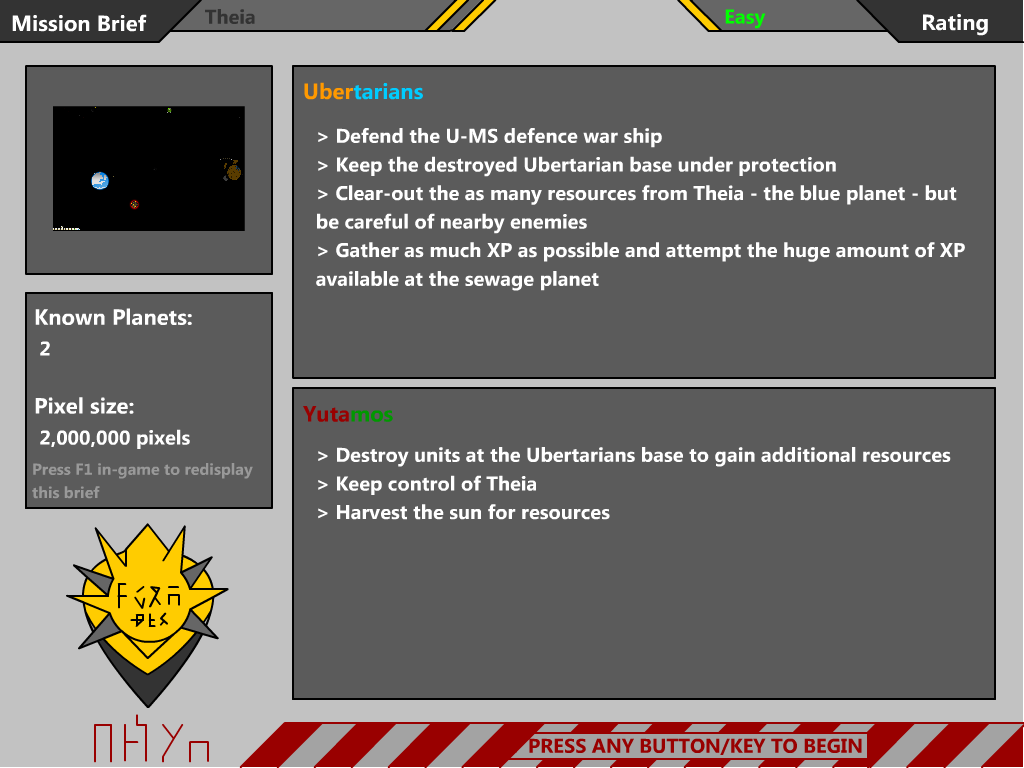 Mission Brief
Theia
Easy
Rating
Ubertarians
> Defend the U-MS defence war ship
> Keep the destroyed Ubertarian base under protection
> Clear-out the as many resources from Theia - the blue planet - but
be careful of nearby enemies
> Gather as much XP as possible and attempt the huge amount of XP
available at the sewage planet
Known Planets:
2
Pixel size:
2,000,000 pixels
Press F1 in-game to redisplay
this brief
Yutamos
> Destroy units at the Ubertarians base to gain additional resources
> Keep control of Theia
> Harvest the sun for resources
PRESS ANY BUTTON/KEY TO BEGIN